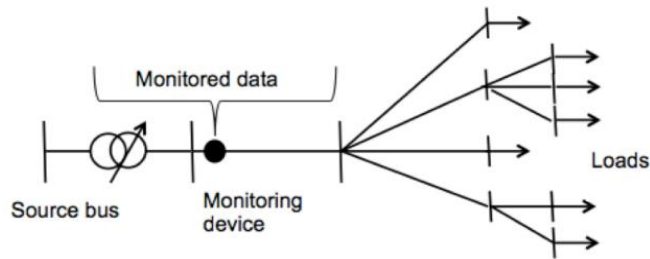 Monitored data
Loads
Source bus
Monitoring
device